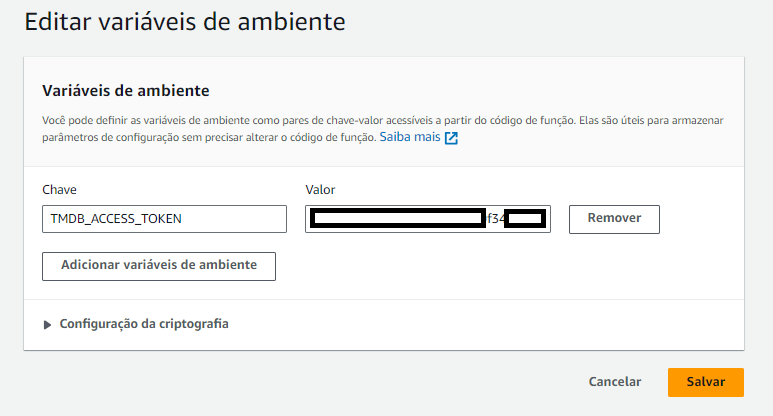 Editar variáveis de ambiente
Variáveis de ambiente
Você pode definir as variáveis de ambiente como pares de chave-valor acessíveis a partir do código de função. Elas são úteis para armazenar
parâmetros de configuração sem precisar alterar o código de função. Saiba mais
Chave
Valor
TMDB_ACCESS_TOKEN
f34
Remover
Adicionar variáveis de ambiente
Configuração da criptografia
Cancelar
Salvar